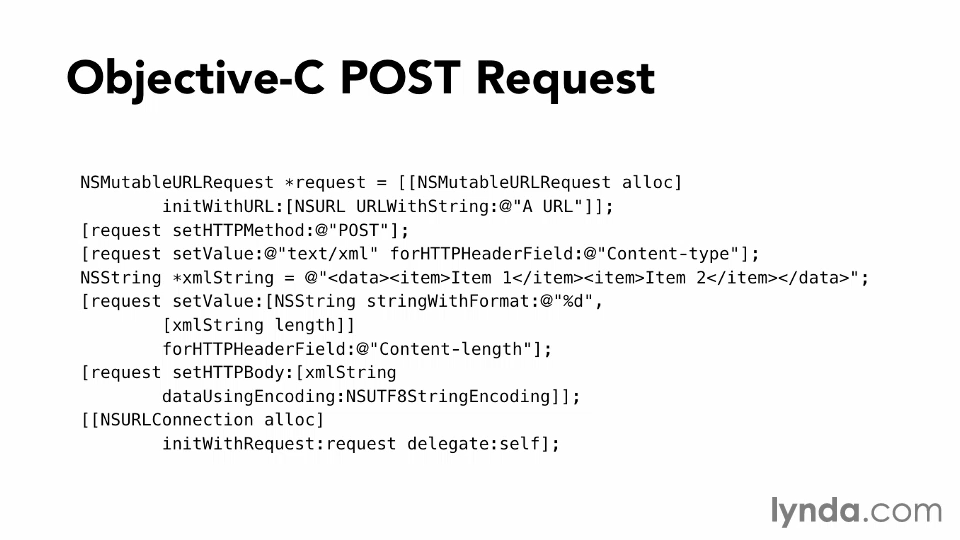 Objective-C POST Request
NSMutableURLRequest *request = [[NSMutableURLRequest alloc]
initWithURL:[NSURL URLWithString:@"A URL"]];
[request setHTTPMethod:@"POST"];
[request setValue:@"text/xml" forHTTPHeaderField:@"Content-type"];
NSString *xmlString = @"<data><item>Item 1</item><item>Item 2</item></data>";
[request setValue:[NSString stringWithFormat:@"%d",
[xmlString length]]
forHTTPHeaderField:@"Content-length"];
[request setHTTPBody:[xmlString
dataUsingEncoding:NSUTF8StringEncoding]];
[[NSURLConnection alloc]
initWithRequest:request delegate:self];
lynda.com